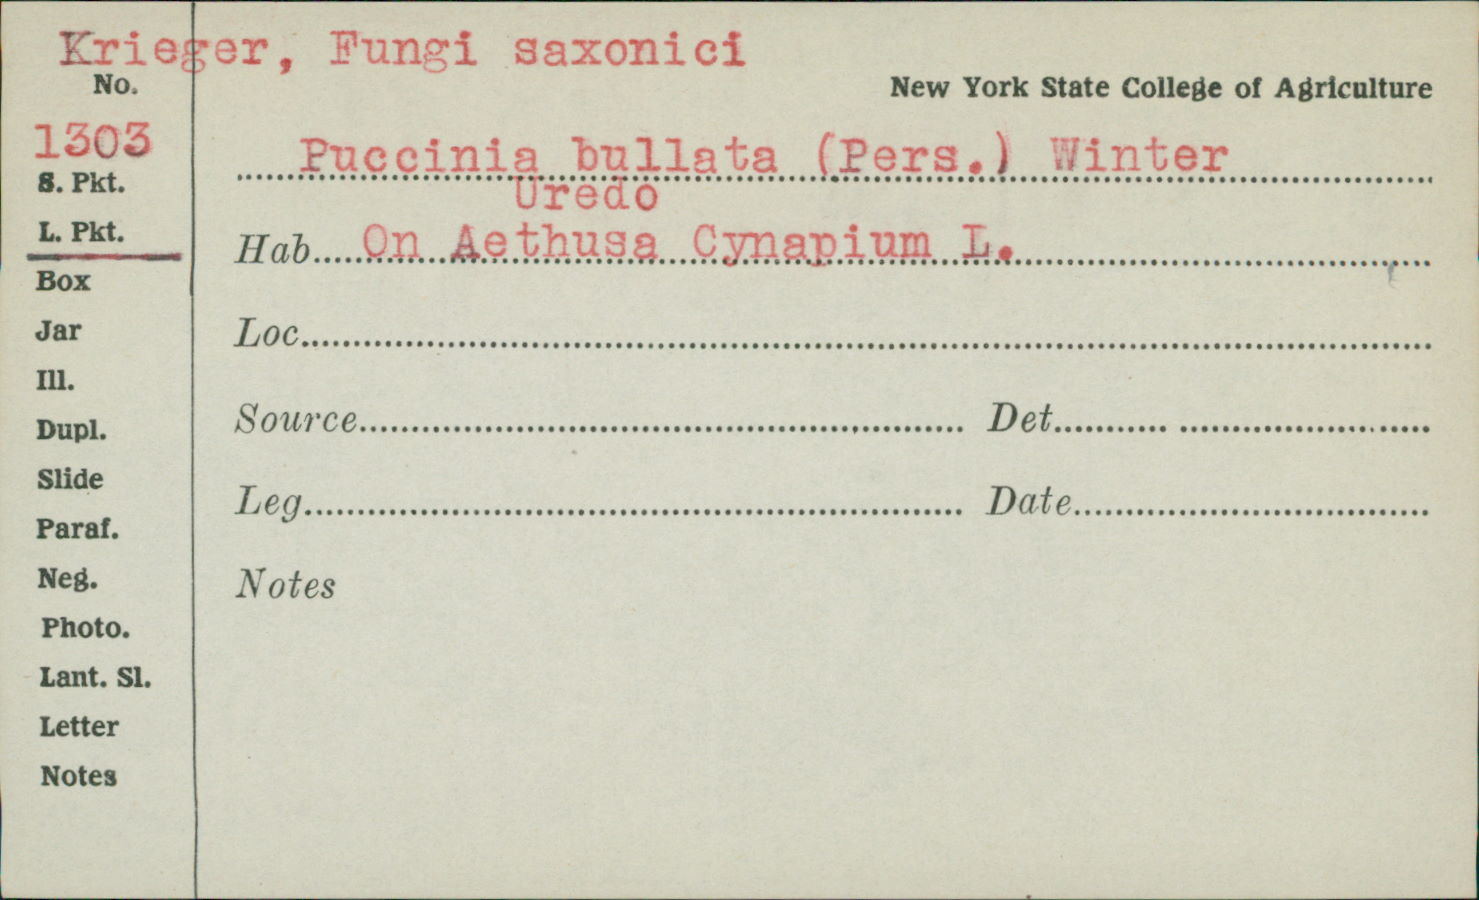 Krieger, Fungi saxonici
No.
New York State College of Agriculture
1303
Puccinia bullata (Pers.) Winter
S. Pkt.
Uredo
L. Pkt.
Hab. On Aethusa Cynapium L.
Box
Jar
Loc.
Ill.
Dupl.
Source
Det.
Slide
Leg.
Date
Paraf.
Neg.
Notes
Photo.
Lant. Sl.
Letter
Notes